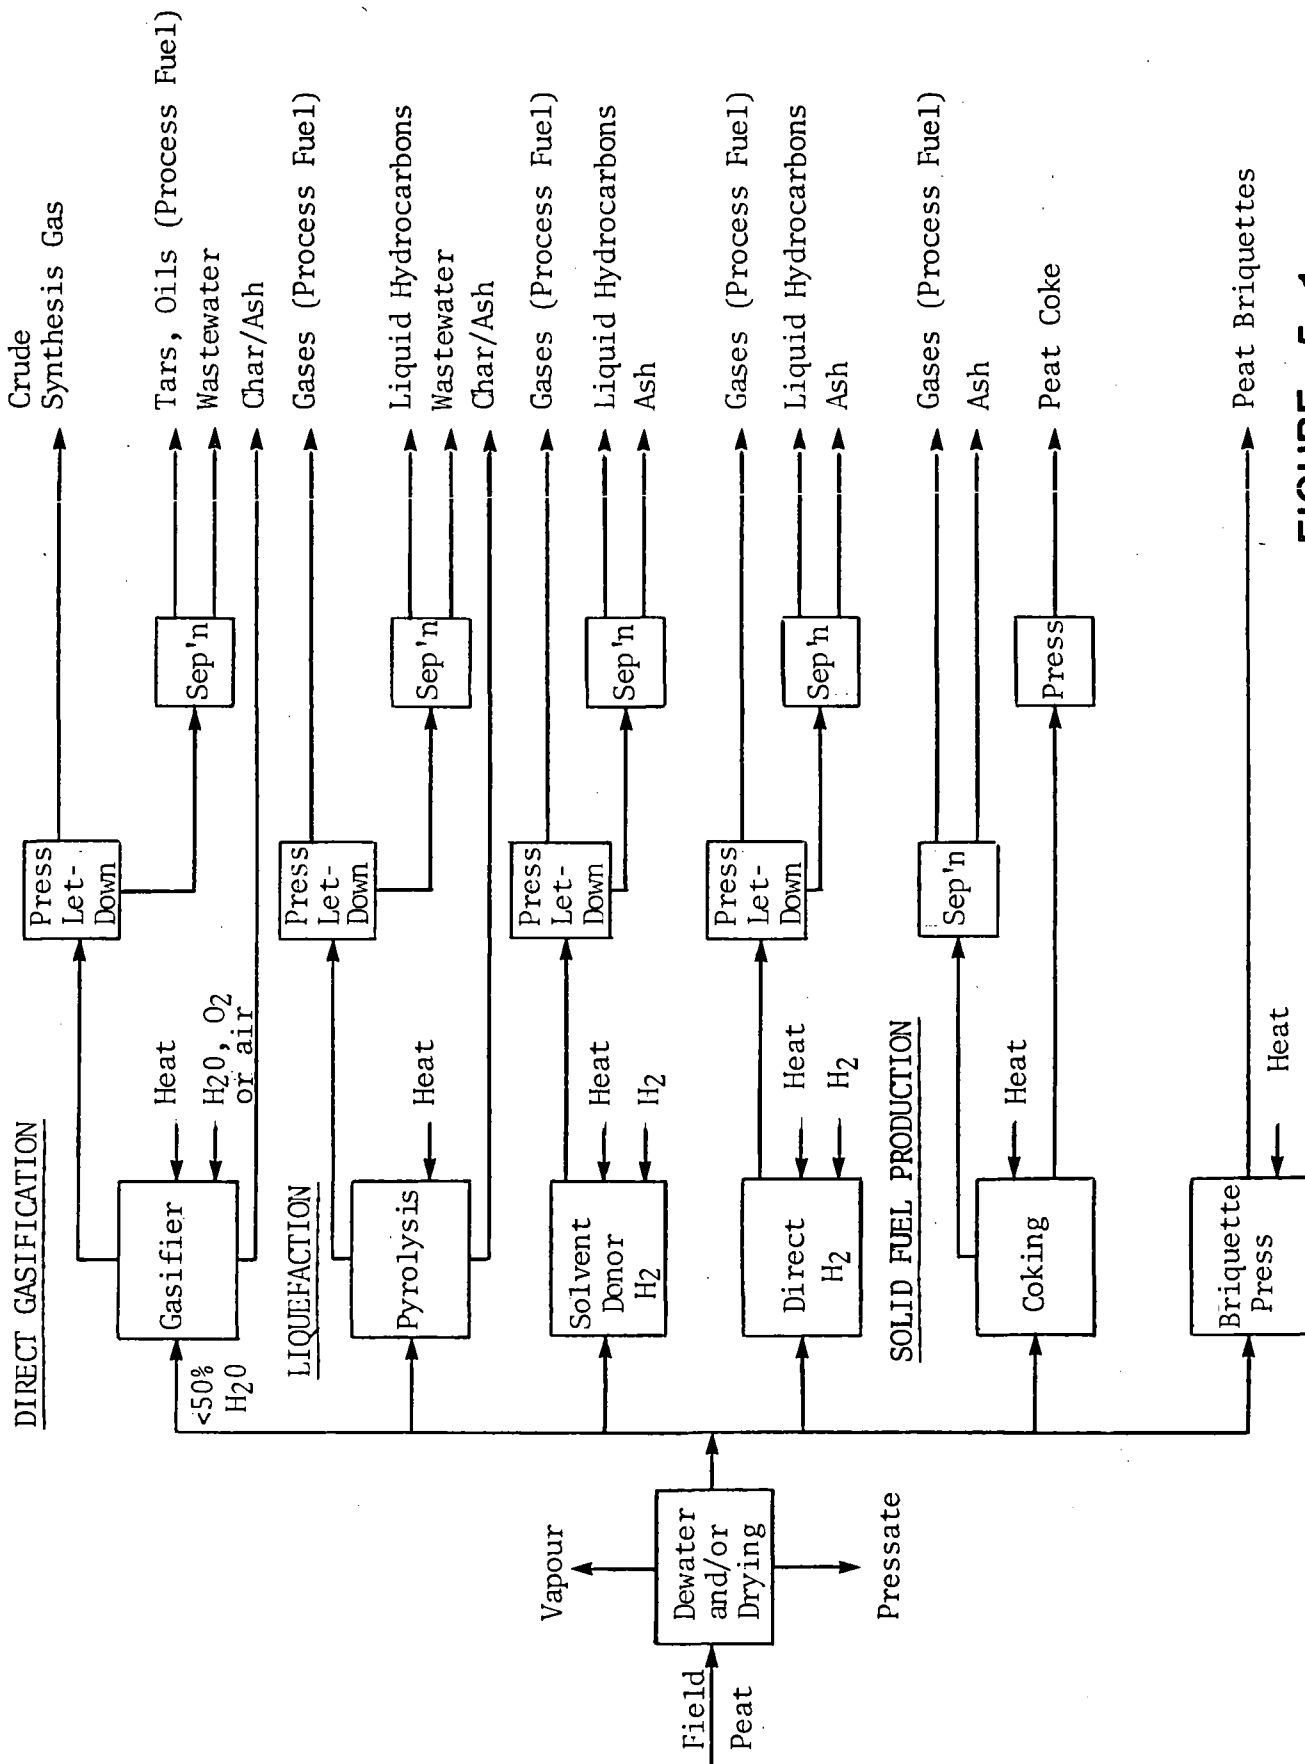 DIRECT GASIFICATION
<50%
H2O
Gasifier
Heat
H2O, O2
or air
Press
Let-
Down
Sep'n
Crude
Synthesis Gas
Tars, Oils (Process Fuel)
Wastewater
Char/Ash
LIQUEFACTION
Pyrolysis
Heat
Press
Let-
Down
Sep'n
Gases (Process Fuel)
Liquid Hydrocarbons
Wastewater
Char/Ash
Solvent
Donor
H2
Heat
H2
Press
Let-
Down
Sep'n
Gases (Process Fuel)
Liquid Hydrocarbons
Ash
Vapour
Field
Peat
Dewater
and/or
Drying
Pressate
Direct
H2
Heat
H2
Press
Let-
Down
Sep'n
Gases (Process Fuel)
Liquid Hydrocarbons
Ash
SOLID FUEL PRODUCTION
Coking
Heat
Sep'n
Press
Gases (Process Fuel)
Ash
Peat Coke
Briquette
Press
Heat
Peat Briquettes